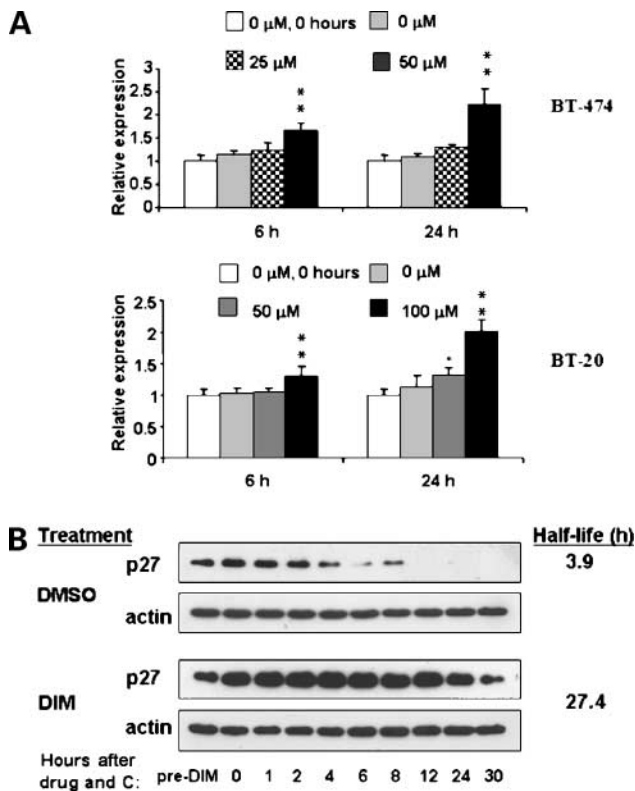 A
0 µM, 0 hours 0 µM
25 µM 50 µM
Relative expression
3
2.5
2
1.5
1
0.5
0
**
**
6 h 24 h
BT-474
0 µM, 0 hours 0 µM
50 µM 100 µM
Relative expression
2.5
2
1.5
1
0.5
0
**
*
**
6 h 24 h
BT-20
B Treatment Half-life (h)
p27 3.9
DMSO
actin
p27
DIM 27.4
actin
Hours after
drug and C: pre-DIM 0 1 2 4 6 8 12 24 30